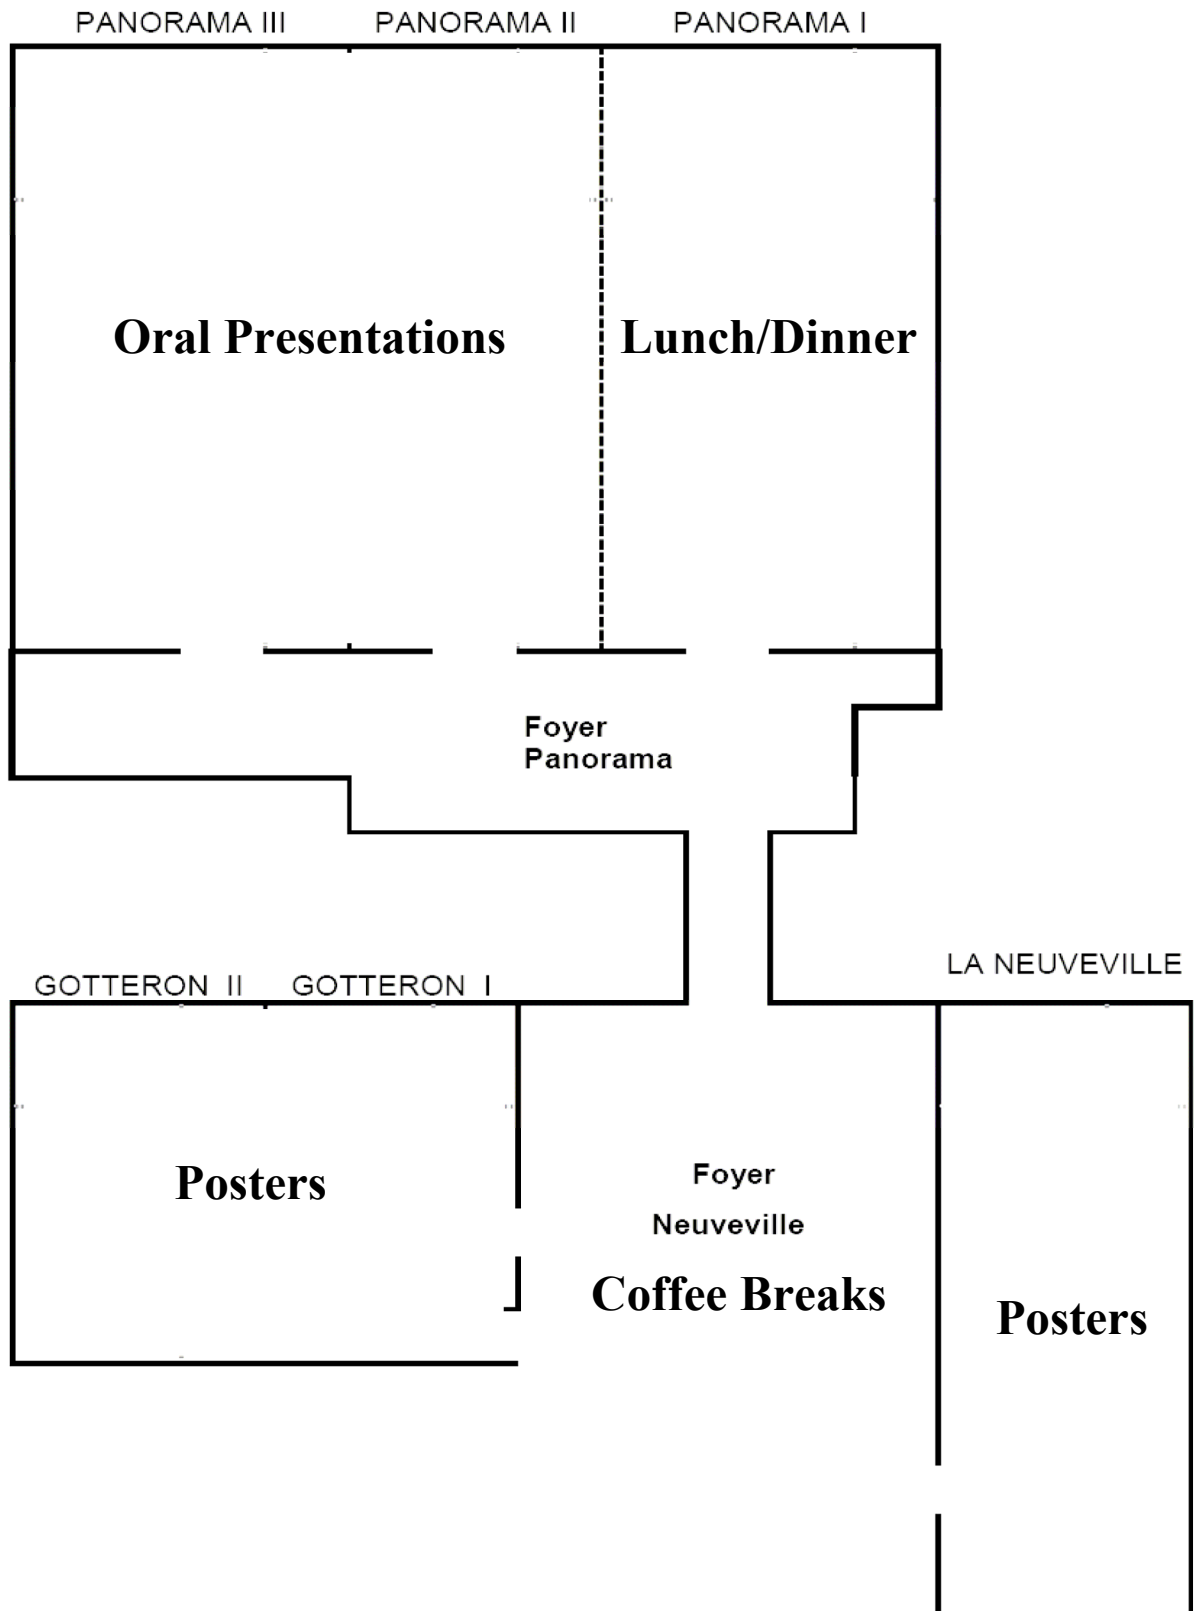 PANORAMA III PANORAMA II PANORAMA I
Oral Presentations Lunch/Dinner
Foyer
Panorama
LA NEUVEVILLE
GOTTERON II GOTTERON I
Posters
Foyer
Neuveville
Coffee Breaks
Posters